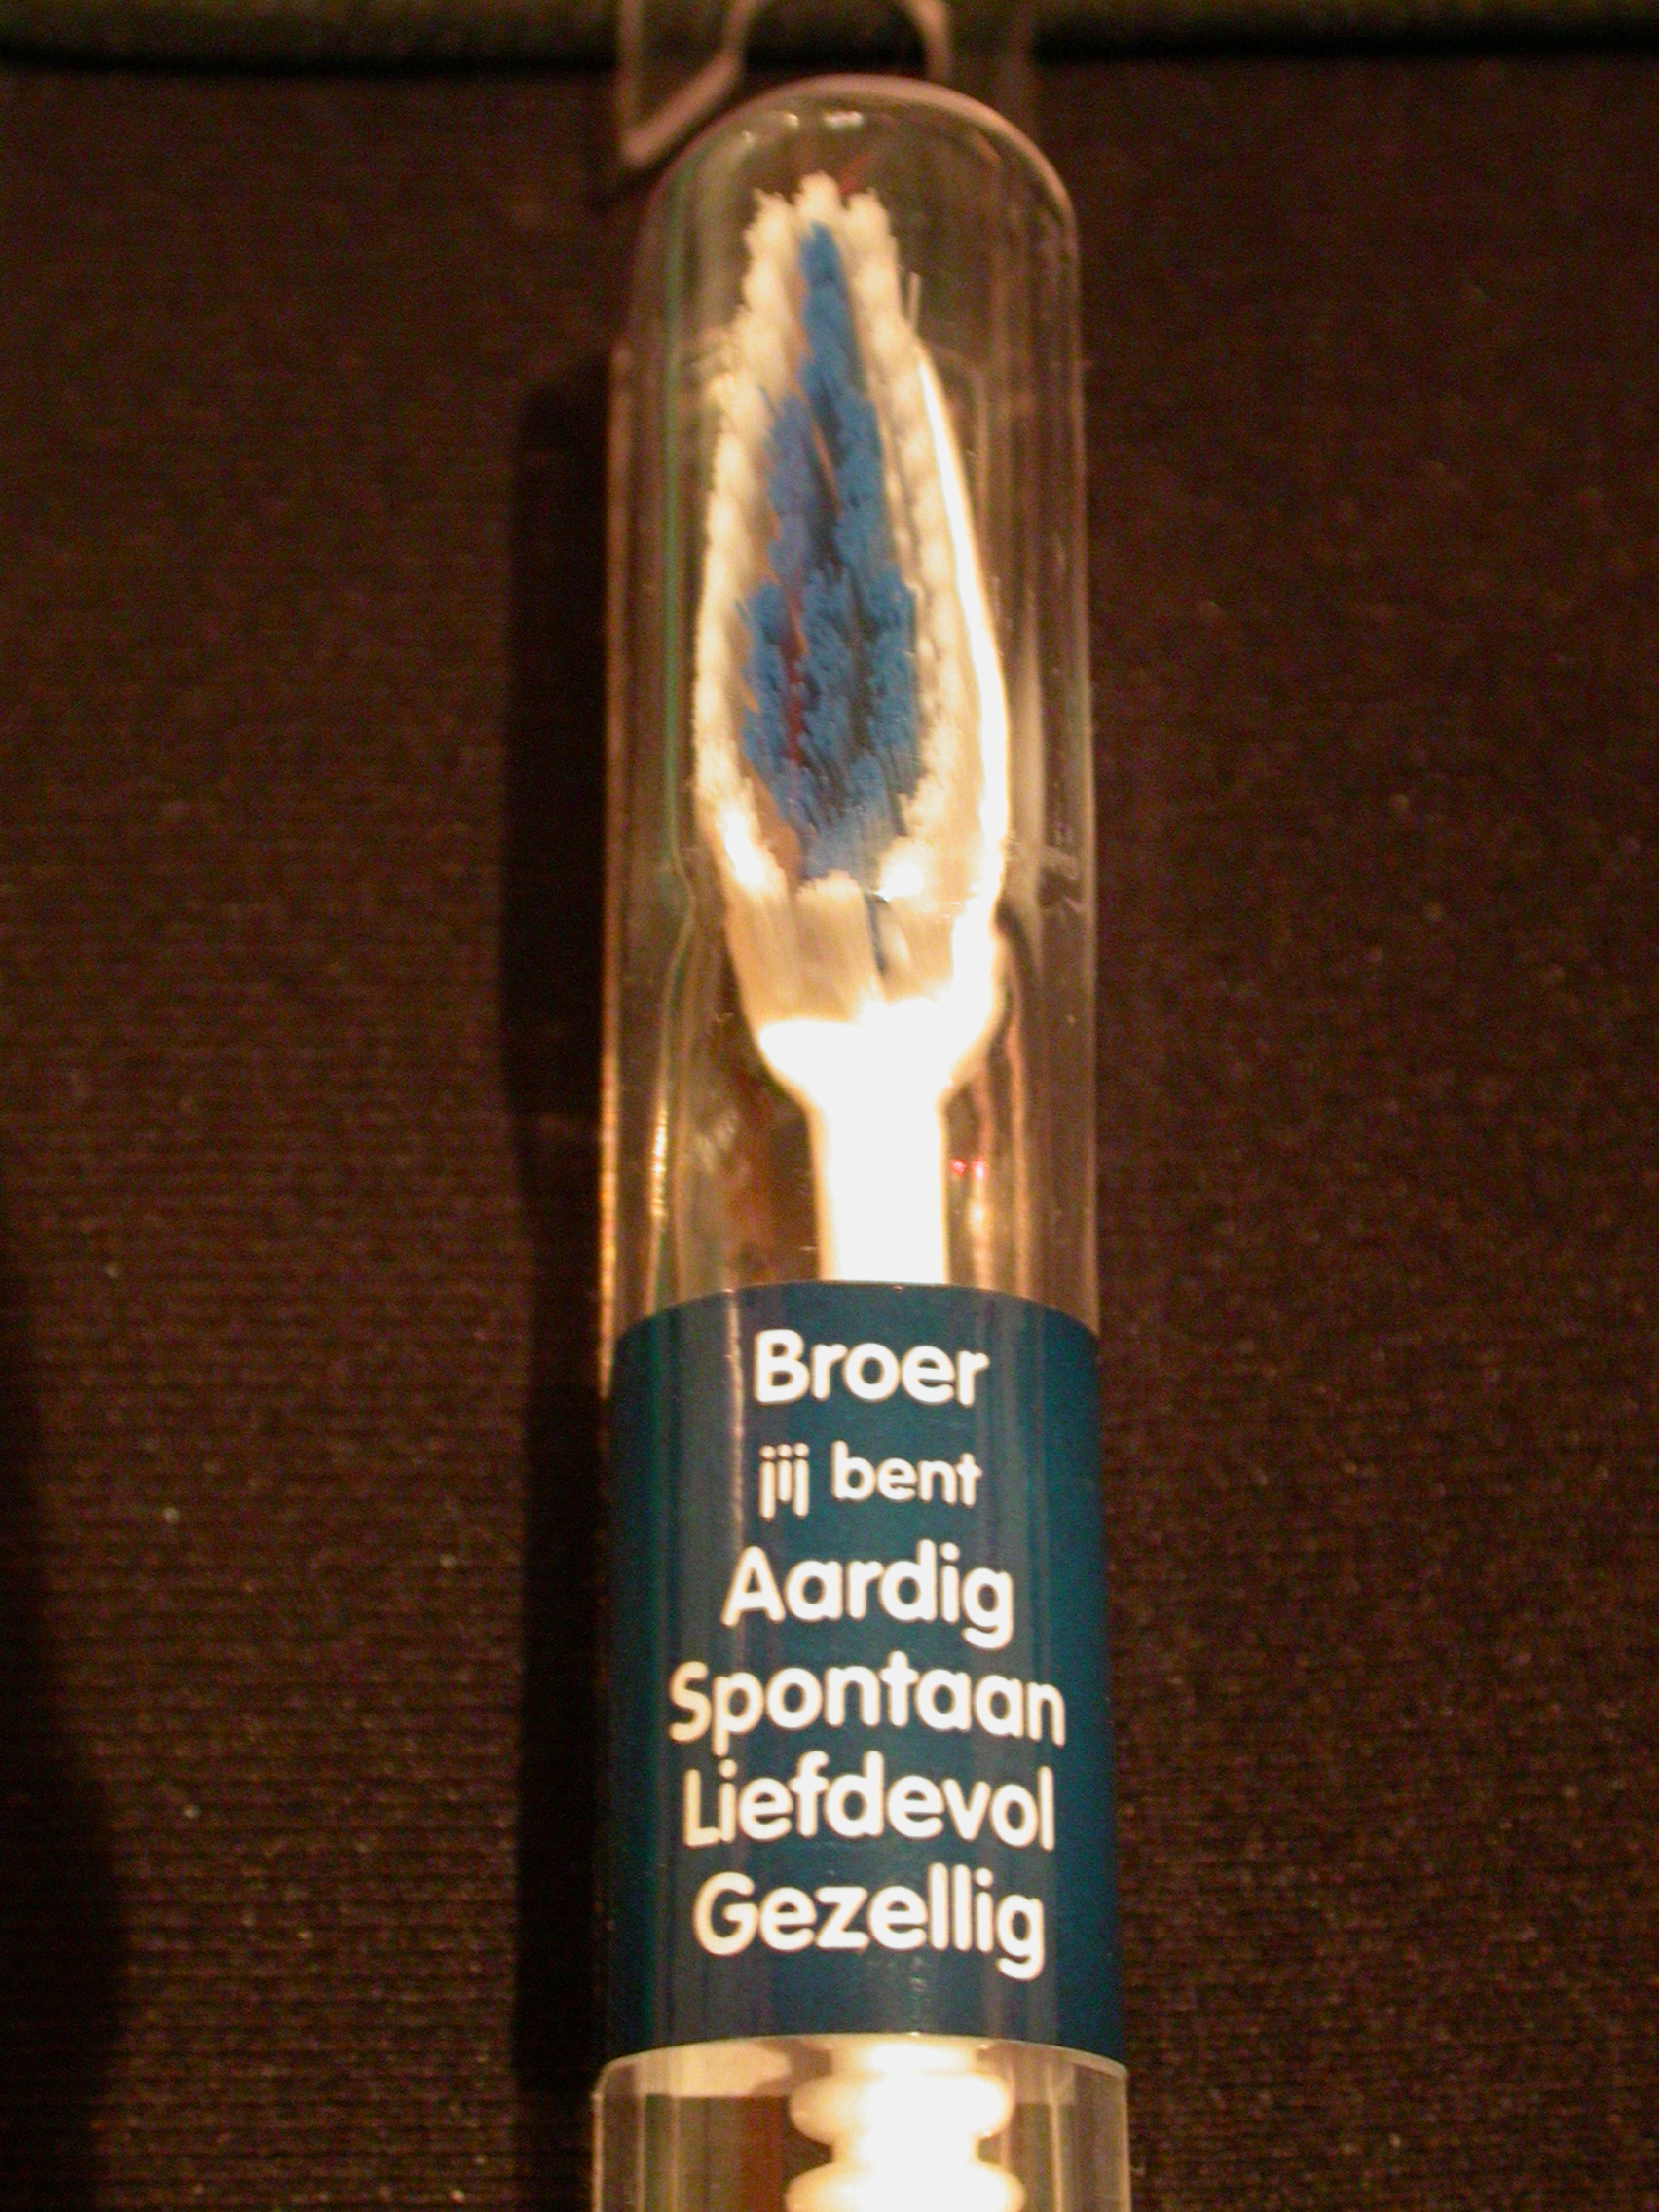 Broer
jij bent
Aardig
Spontaan
Liefdevol
Gezellig